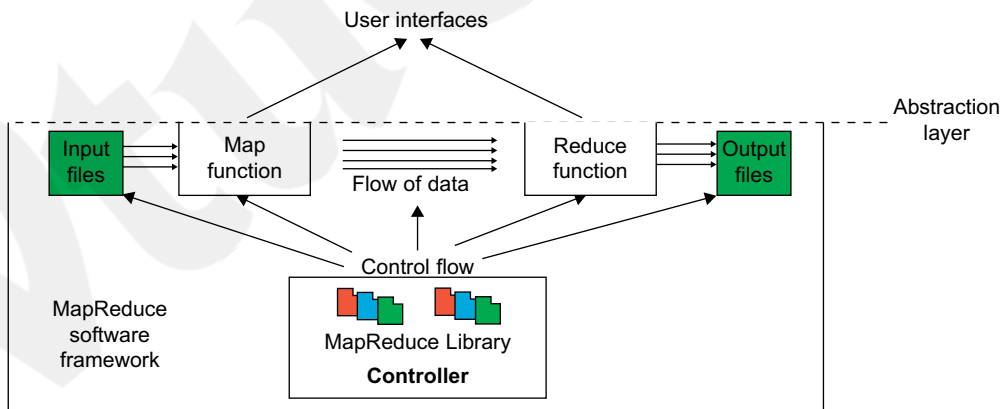 User interfaces
Abstraction
layer
Input
files
Map
function
Flow of data
Reduce
function
Output
files
Control flow
MapReduce
software
framework
MapReduce Library
Controller